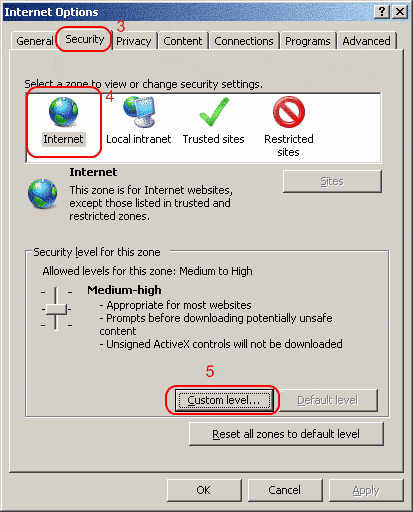 Internet Options
3
General Security Privacy Content Connections Programs Advanced
Select a zone to view or change security settings.
4
Internet Local intranet Trusted sites Restricted
sites
Internet
This zone is for Internet websites,
except those listed in trusted and
restricted zones.
Sites
Security level for this zone
Allowed levels for this zone: Medium to High
Medium-high
- Appropriate for most websites
- Prompts before downloading potentially unsafe
content
- Unsigned ActiveX controls will not be downloaded
5
Custom level... Default level
Reset all zones to default level
OK Cancel Apply